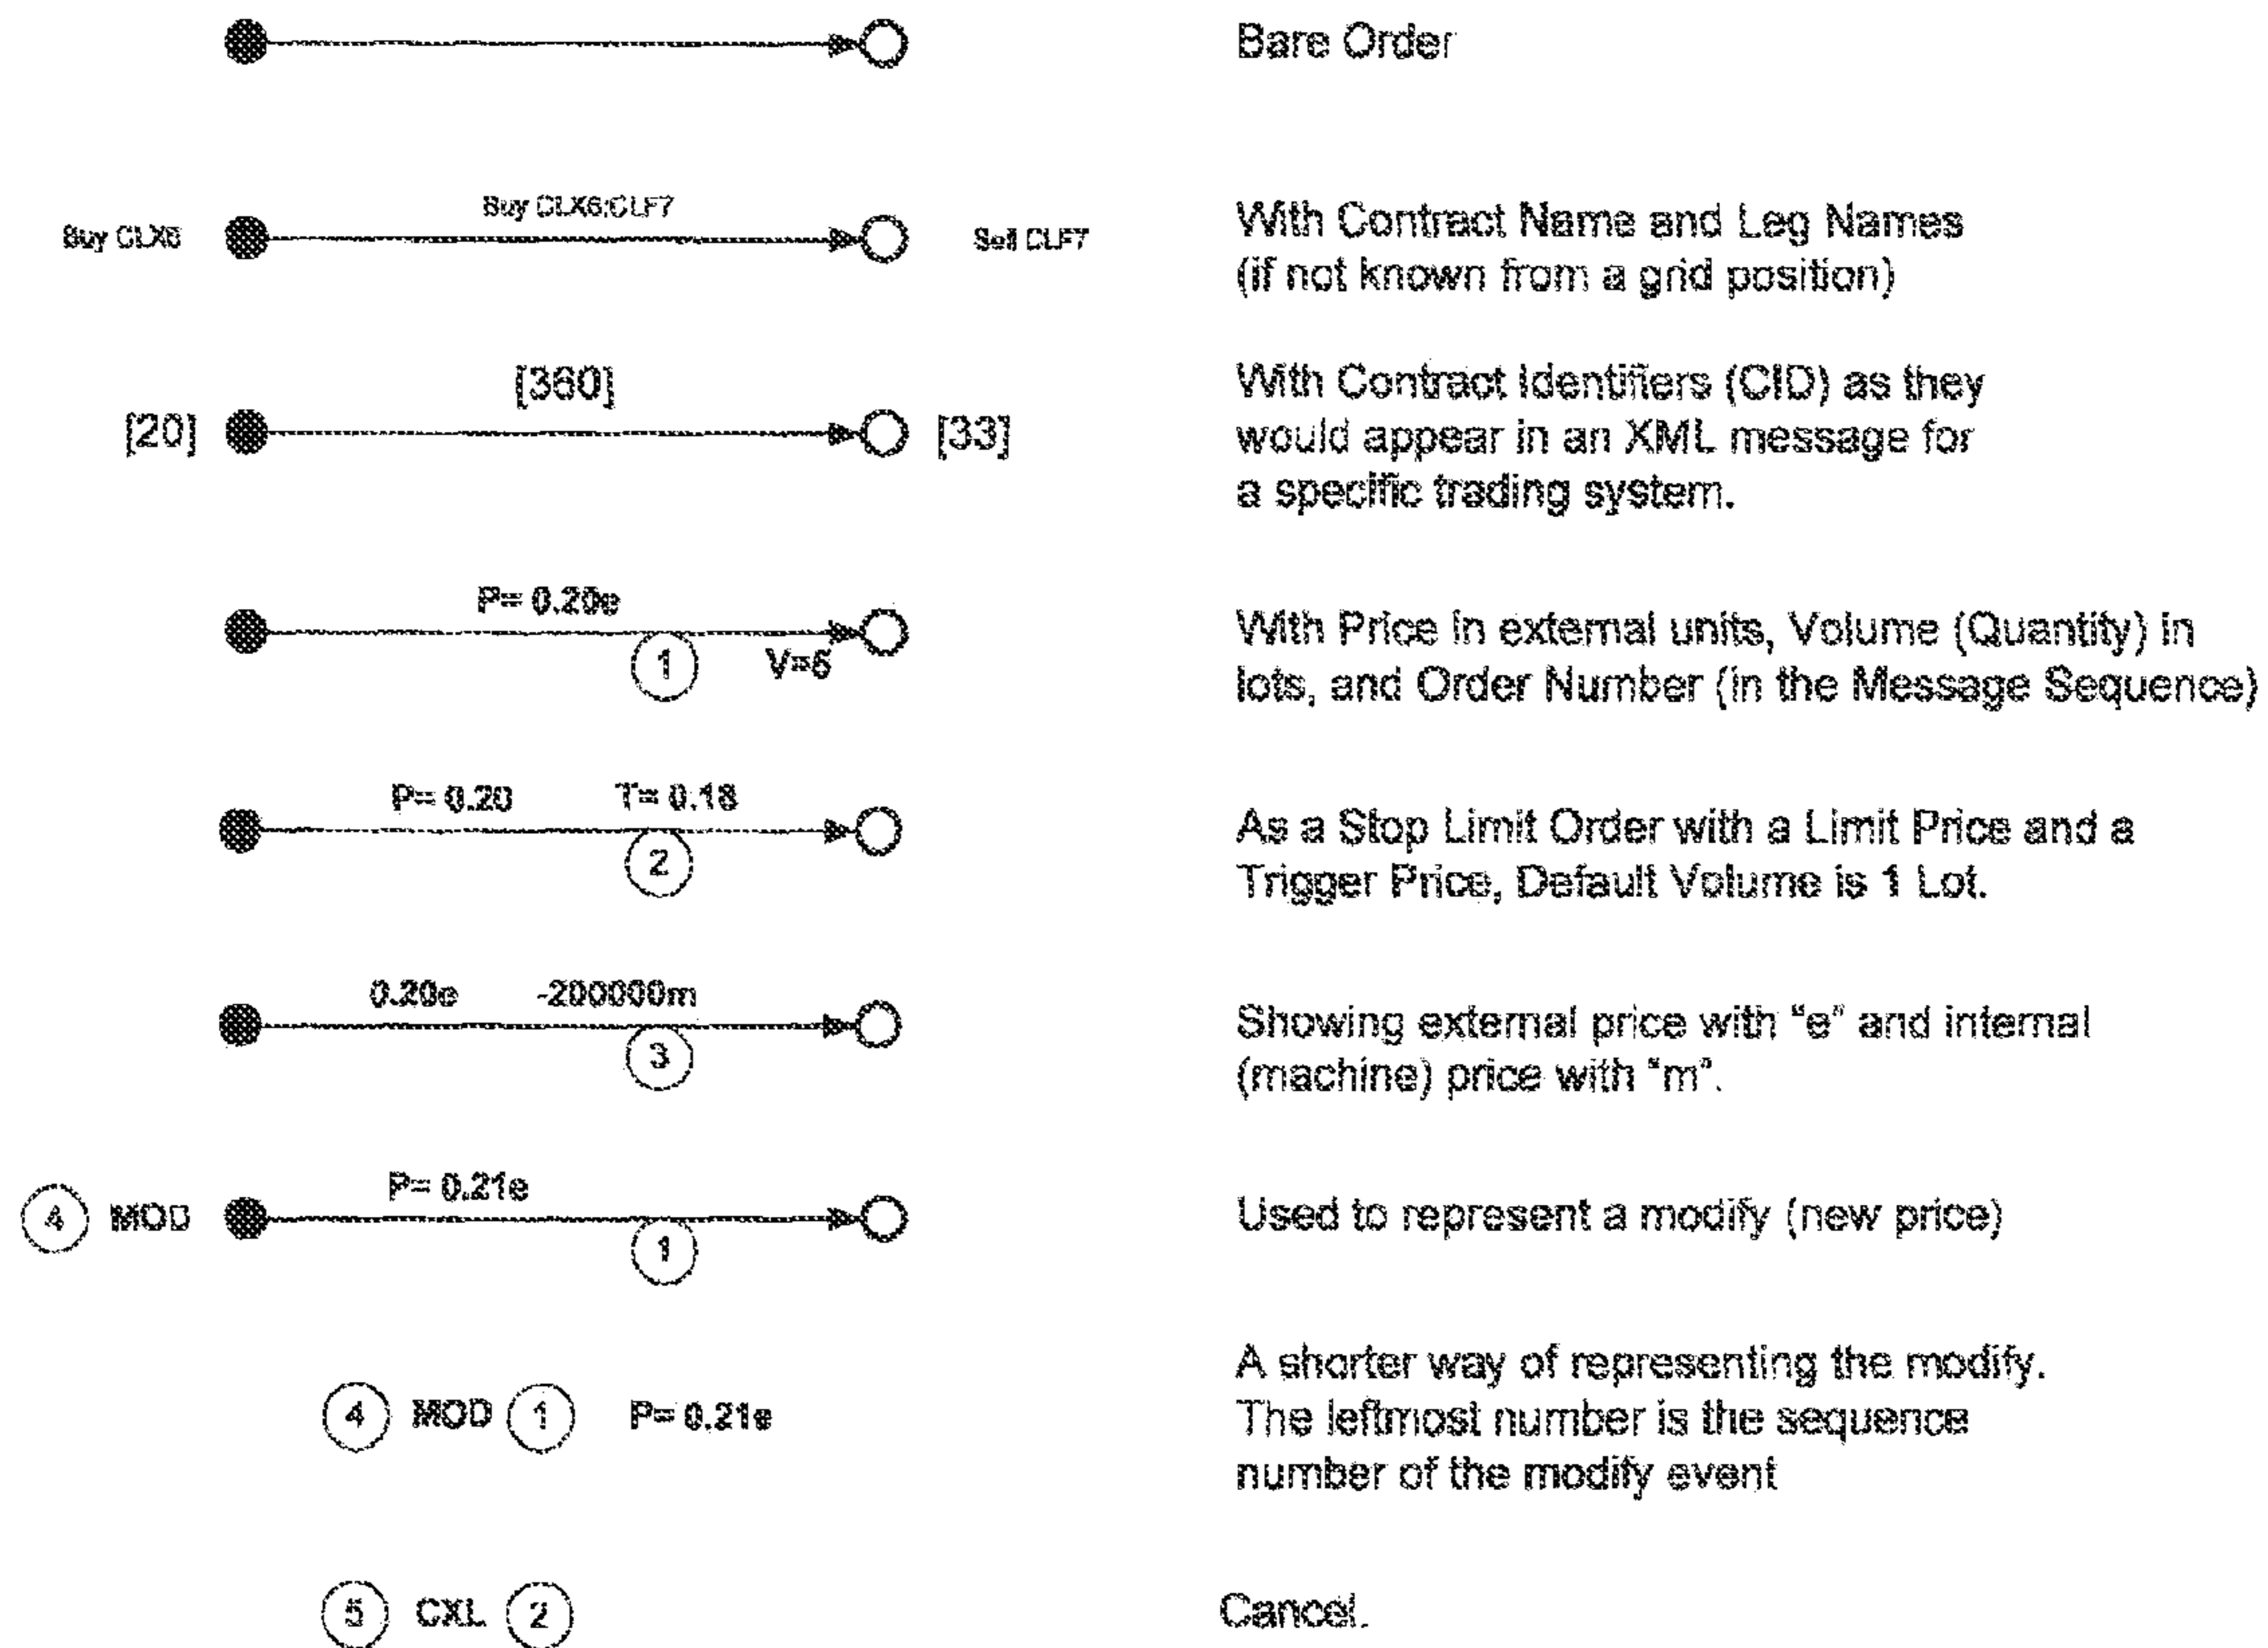 Bare Order
Buy CLX6
Buy CLX6:CLF7
Sell CLF7
With Contract Name and Leg Names
(if not known from a grid position)
[20]
[360]
[33]
With Contract Identifiers (CID) as they
would appear in an XML message for
a specific trading system.
P= 0.20e
1
V=6
With Price in external units, Volume (Quantity) in
lots, and Order Number (in the Message Sequence)
P= 0.20
T= 0.18
2
As a Stop Limit Order with a Limit Price and a
Trigger Price, Default Volume is 1 Lot.
0.20e
-200000m
3
Showing external price with "e" and internal
(machine) price with "m".
4 MOD
P= 0.21e
1
Used to represent a modify (new price)
4 MOD 1 P= 0.21e
A shorter way of representing the modify.
The leftmost number is the sequence
number of the modify event
5 CXL 2
Cancel.